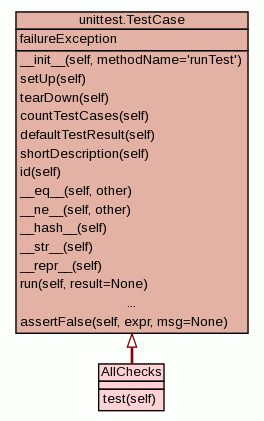 unittest.TestCase
failureException
__init__(self, methodName='runTest')
setUp(self)
tearDown(self)
countTestCases(self)
defaultTestResult(self)
shortDescription(self)
id(self)
__eq__(self, other)
__ne__(self, other)
__hash__(self)
__str__(self)
__repr__(self)
run(self, result=None)
...
assertFalse(self, expr, msg=None)
AllChecks
test(self)